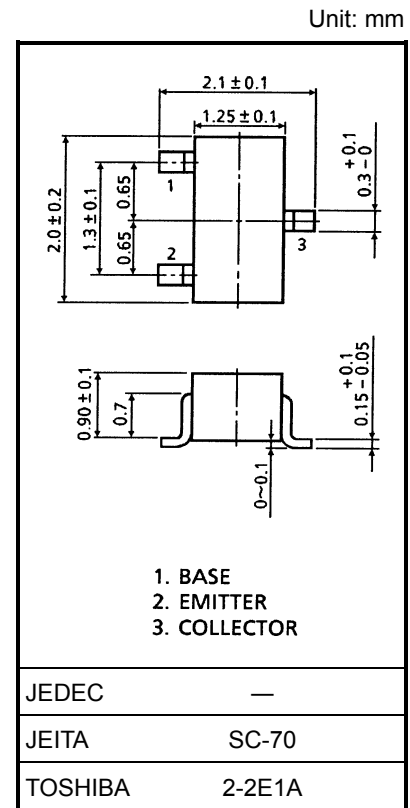 Unit: mm
2.1±0.1
1.25±0.1
+0.1
0.3-0
2.0±0.2
1.3±0.1
0.65
0.65
1
2
3
0.90±0.1
0.7
+0.1
0.15-0.05
0~0.1
1. BASE
2. EMITTER
3. COLLECTOR
JEDEC —
JEITA SC-70
TOSHIBA 2-2E1A